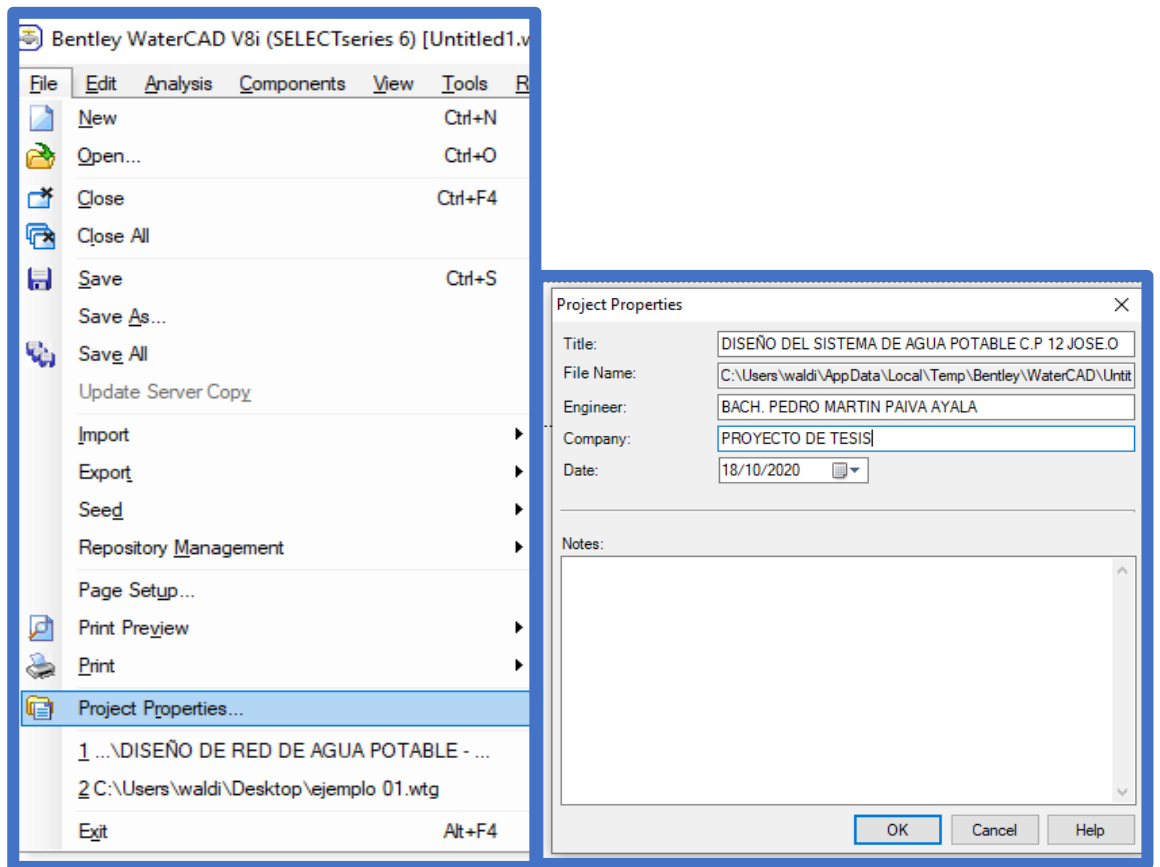 Bentley WaterCAD V8i (SELECTseries 6) [Untitled1.v
File Edit Analysis Components View Tools R
New Ctrl+N
Open... Ctrl+O
Close Ctrl+F4
Close All
Save Ctrl+S
Save As...
Save All
Update Server Copy
Import
Export
Seed
Repository Management
Page Setup...
Print Preview
Print
Project Properties...
1 ...\DISEÑO DE RED DE AGUA POTABLE - ...
2 C:\Users\waldi\Desktop\ejemplo 01.wtg
Exit Alt+F4
Project Properties
Title: DISEÑO DEL SISTEMA DE AGUA POTABLE C.P 12 JOSE.O
File Name: C:\Users\waldi\AppData\Local\Temp\Bentley\WaterCAD\Untit
Engineer: BACH. PEDRO MARTIN PAIVA AYALA
Company: PROYECTO DE TESIS
Date: 18/10/2020
Notes:
OK Cancel Help